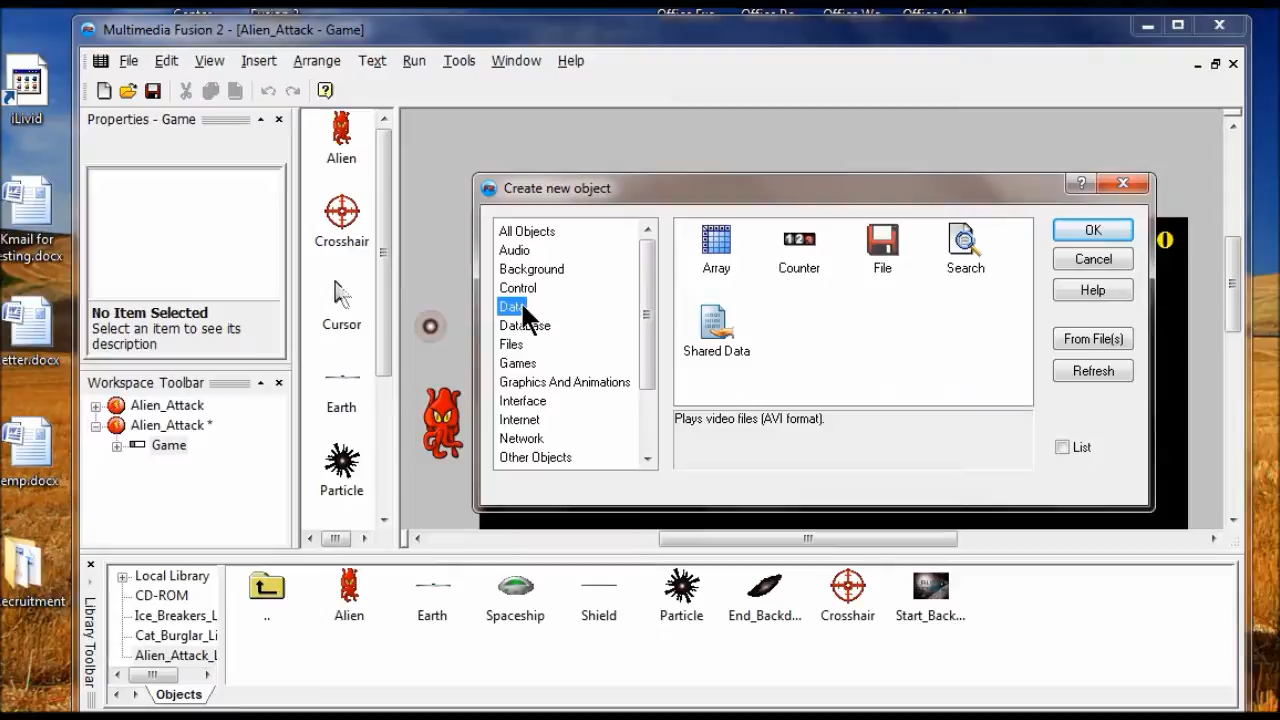 Multimedia Fusion 2 - [Alien_Attack - Game]
File Edit View Insert Arrange Text Run Tools Window Help
iLivid
Kmail for
esting.docx
etter.docx
emp.docx
ecruitment
Properties - Game
No Item Selected
Select an item to see its
description
Workspace Toolbar
Alien_Attack
Alien_Attack *
Game
Alien
Crosshair
Cursor
Earth
Particle
Create new object
All Objects
Audio
Background
Control
Data
Database
Files
Games
Graphics And Animations
Interface
Internet
Network
Other Objects
Array
Counter
File
Search
Shared Data
Plays video files (AVI format).
OK
Cancel
Help
From File(s)
Refresh
List
0
Library Toolbar
Local Library
CD-ROM
Ice_Breakers_L
Cat_Burglar_Li
Alien_Attack_L
Objects
..
Alien
Earth
Spaceship
Shield
Particle
End_Backd...
Crosshair
Start_Back...